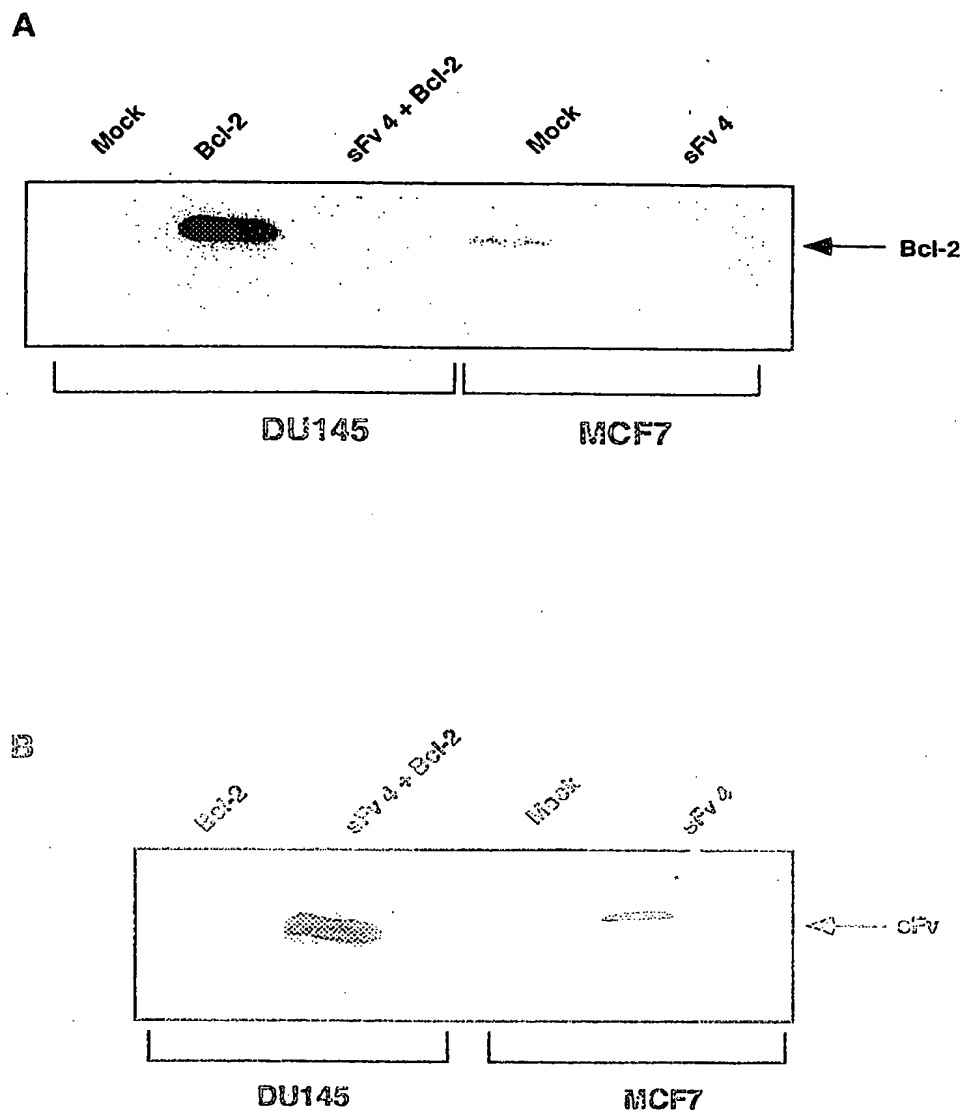 A
Mock Bcl-2 sFv 4 + Bcl-2 Mock sFv 4
Bcl-2
DU145 MCF7
B
Bcl-2 sFv 4 + Bcl-2 Mock sFv 4
sFv
DU145 MCF7